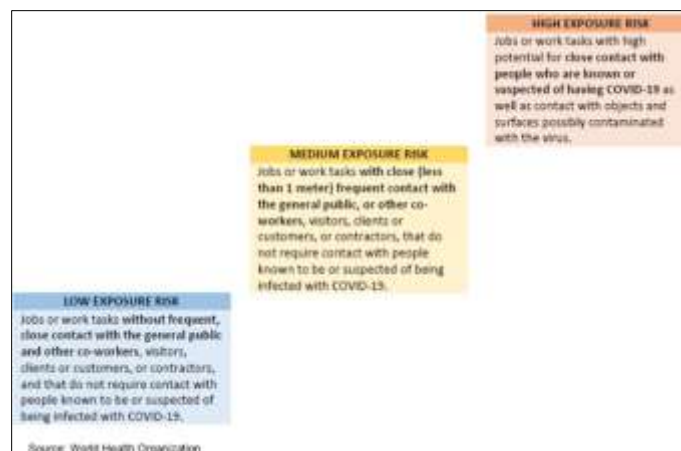 HIGH EXPOSURE RISK
Jobs or work tasks with high
potential for close contact with
people who are known or
suspected of having COVID-19 as
well as contact with objects and
surfaces possibly contaminated
with the virus.
MEDIUM EXPOSURE RISK
Jobs or work tasks with close (less
than 1 meter) frequent contact with
the general public, or other co-
workers, visitors, clients or
customers, or contractors, that do
not require contact with people
known to be or suspected of being
infected with COVID-19.
LOW EXPOSURE RISK
Jobs or work tasks without frequent,
close contact with the general public
and other co-workers, visitors,
clients or customers, or contractors,
and that do not require contact with
people known to be or suspected of
being infected with COVID-19.
Source: World Health Organization